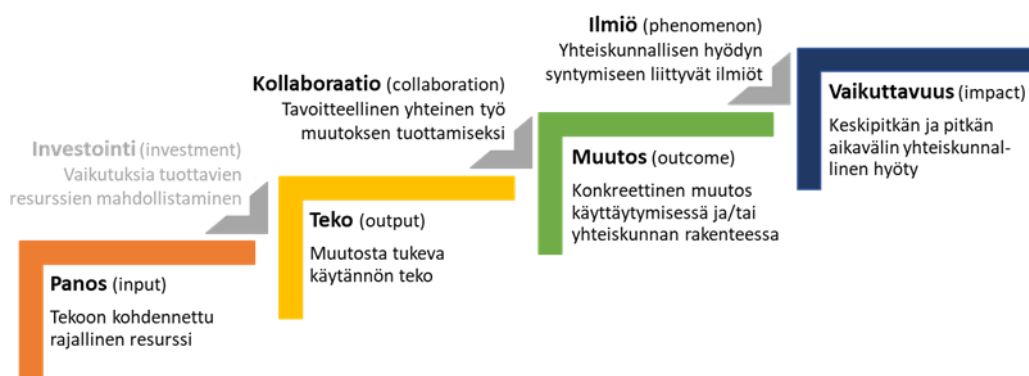 Investointi (investment)
Vaikutuksia tuottavien
resurssien mahdollistaminen
Panos (input)
Tekoon kohdennettu
rajallinen resurssi
Kollaboraatio (collaboration)
Tavoitteellinen yhteinen työ
muutoksen tuottamiseksi
Teko (output)
Muutosta tukeva
käytännön teko
Ilmiö (phenomenon)
Yhteiskunnallisen hyödyn
syntymiseen liittyvät ilmiöt
Muutos (outcome)
Konkreettinen muutos
käyttäytymisessä ja/tai
yhteiskunnan rakenteessa
Vaikuttavuus (impact)
Keskipitkän ja pitkän
aikavälin yhteiskunnal-
linen hyöty